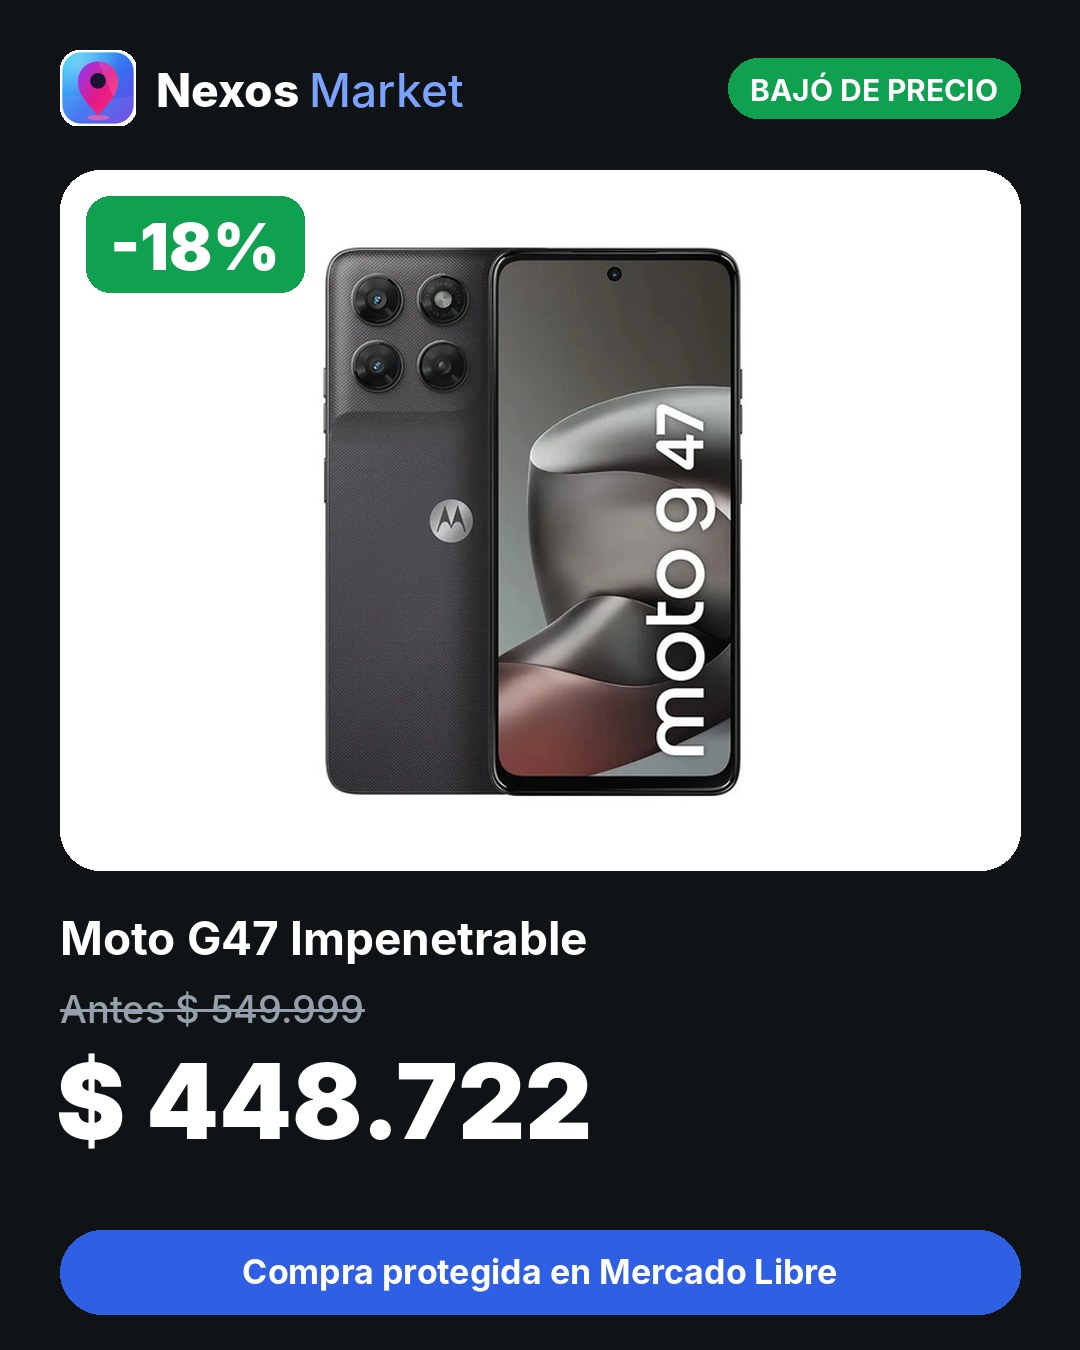 Nexos Market
BAJÓ DE PRECIO
-18%
moto g 47
Moto G47 Impenetrable
Antes $ 549.999
$ 448.722
Compra protegida en Mercado Libre